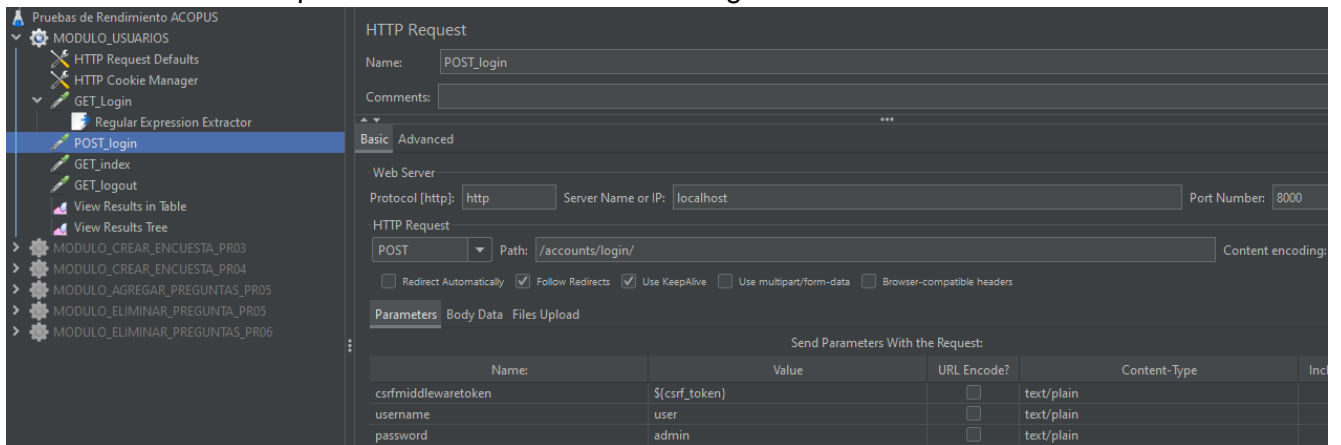 Pruebas de Rendimiento ACOPUS
MODULO_USUARIOS
HTTP Request Defaults
HTTP Cookie Manager
GET_Login
Regular Expression Extractor
POST_login
GET_index
GET_logout
View Results in Table
View Results Tree
MODULO_CREAR_ENCUESTA_PR03
MODULO_CREAR_ENCUESTA_PR04
MODULO_AGREGAR_PREGUNTAS_PR05
MODULO_ELIMINAR_PREGUNTA_PR05
MODULO_ELIMINAR_PREGUNTAS_PR06
HTTP Request
Name: POST_login
Comments:
Basic Advanced
Web Server
Protocol [http]: http Server Name or IP: localhost Port Number: 8000
HTTP Request
POST Path: /accounts/login/ Content encoding:
Redirect Automatically Follow Redirects Use KeepAlive Use multipart/form-data Browser-compatible headers
Parameters Body Data Files Upload
Send Parameters With the Request:
Name: Value URL Encode? Content-Type Incl
csrfmiddlewaretoken ${csrf_token} text/plain
username user text/plain
password admin text/plain